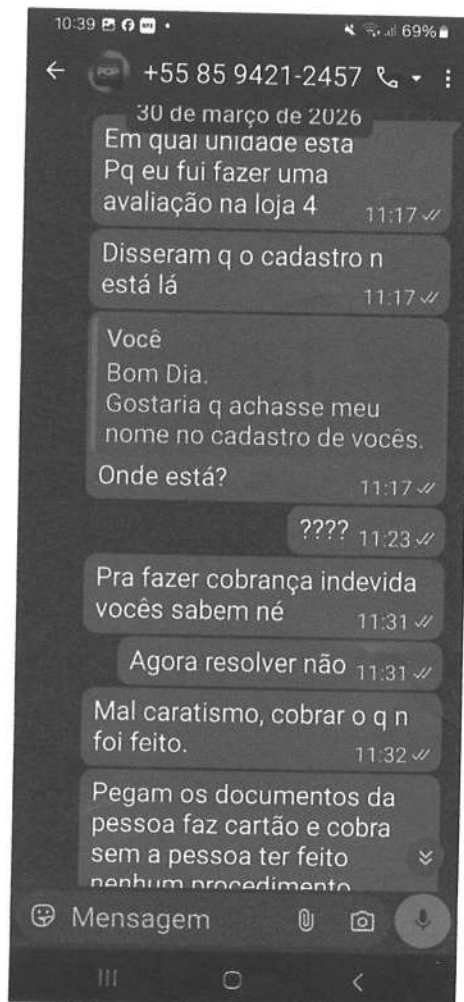 10:39
69%
+55 85 9421-2457
30 de março de 2026
Em qual unidade esta
Pq eu fui fazer uma
avaliação na loja 4
11:17
Disseram q o cadastro n
está lá
11:17
Você
Bom Dia.
Gostaria q achasse meu
nome no cadastro de vocês.
Onde está?
11:17
????
11:23
Pra fazer cobrança indevida
vocês sabem né
11:31
Agora resolver não
11:31
Mal caratismo, cobrar o q n
foi feito.
11:32
Pegam os documentos da
pessoa faz cartão e cobra
sem a pessoa ter feito
nenhum procedimento
Mensagem